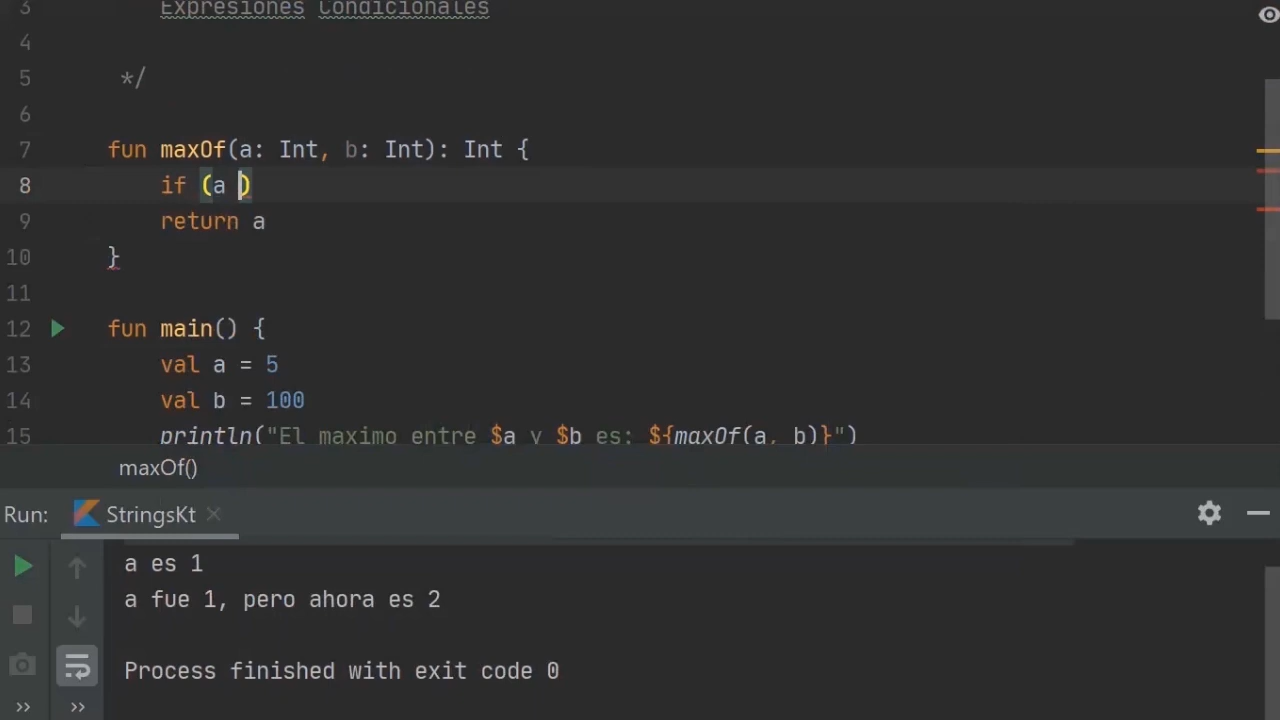 3 Expresiones Condicionales
4
5 */
6
7 fun maxOf(a: Int, b: Int): Int {
8 if (a )
9 return a
10 }
11
12 fun main() {
13 val a = 5
14 val b = 100
15 println("El maximo entre $a y $b es: ${maxOf(a, b)}")
maxOf()
Run: StringsKt
a es 1
a fue 1, pero ahora es 2
Process finished with exit code 0